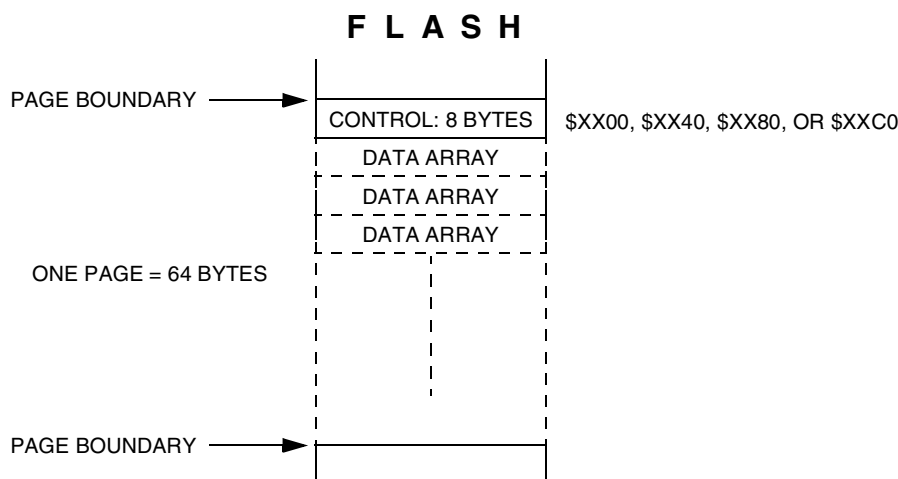 F L A S H
PAGE BOUNDARY
CONTROL: 8 BYTES
$XX00, $XX40, $XX80, OR $XXC0
DATA ARRAY
DATA ARRAY
DATA ARRAY
ONE PAGE = 64 BYTES
PAGE BOUNDARY